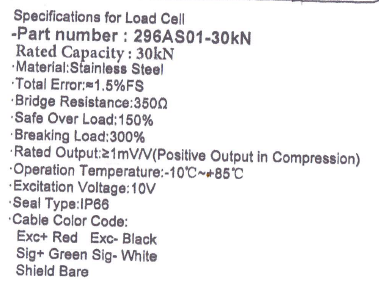 Specifications for Load Cell
-Part number : 296AS01-30kN
Rated Capacity : 30kN
·Material:Stainless Steel
·Total Error:≈1.5%FS
·Bridge Resistance:350Ω
·Safe Over Load:150%
·Breaking Load:300%
·Rated Output:≥1mV/V(Positive Output in Compression)
·Operation Temperature:-10℃~+85℃
·Excitation Voltage:10V
·Seal Type:IP66
·Cable Color Code:
Exc+ Red Exc- Black
Sig+ Green Sig- White
Shield Bare